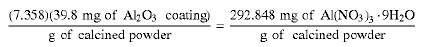 (7.358)(39.8 mg of Al₂O₃ coating) / g of calcined powder = 292.848 mg of Al(NO₃)₃·9H₂O / g of calcined powder